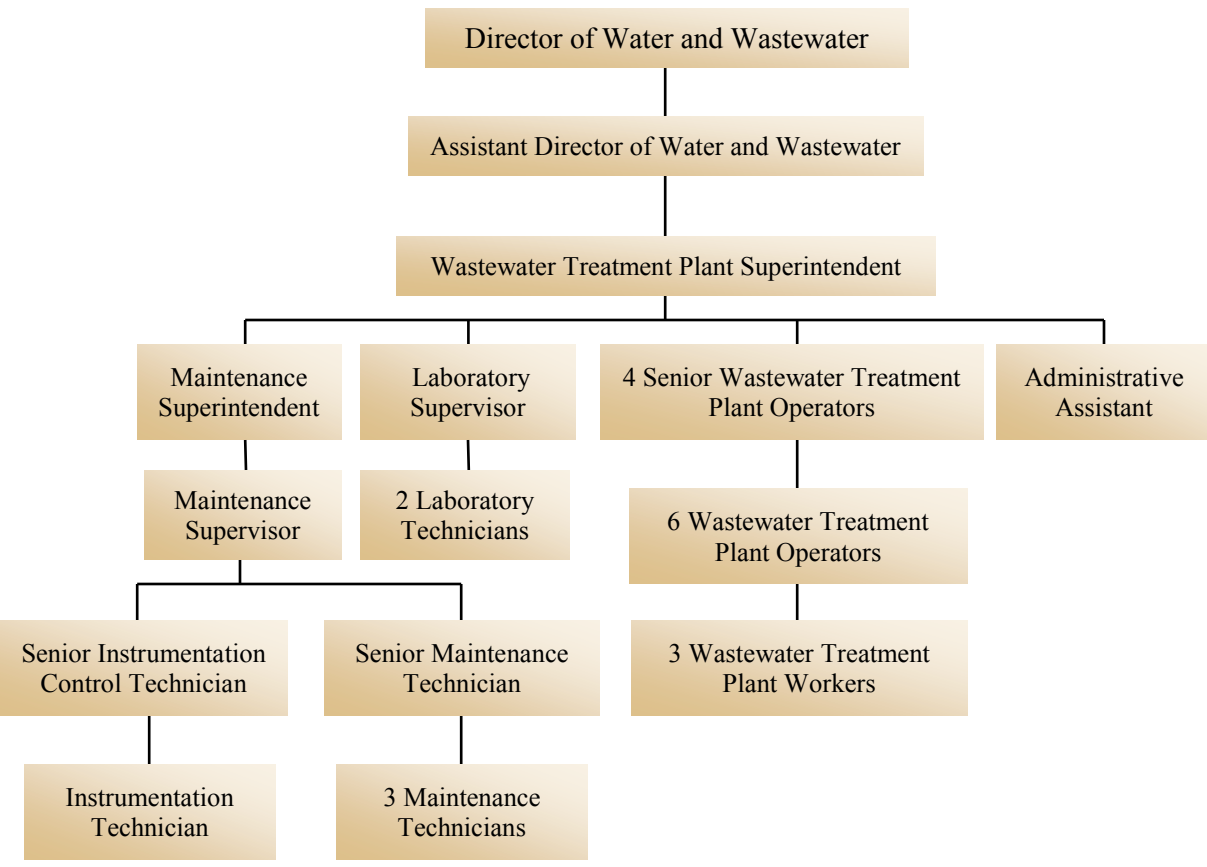 Director of Water and Wastewater
Assistant Director of Water and Wastewater
Wastewater Treatment Plant Superintendent
Maintenance
Superintendent
Laboratory
Supervisor
4 Senior Wastewater Treatment
Plant Operators
Administrative
Assistant
Maintenance
Supervisor
2 Laboratory
Technicians
6 Wastewater Treatment
Plant Operators
Senior Instrumentation
Control Technician
Senior Maintenance
Technician
3 Wastewater Treatment
Plant Workers
Instrumentation
Technician
3 Maintenance
Technicians